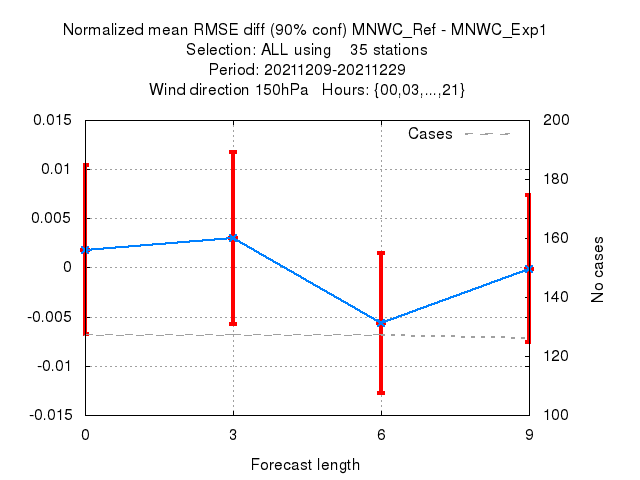 Normalized mean RMSE diff (90% conf) MNWC_Ref - MNWC_Exp1
Selection: ALL using    35 stations
Period: 20211209-20211229
Wind direction 150hPa   Hours: {00,03,...,21}
0.015
0.01
0.005
0
-0.005
-0.01
-0.015
Cases
200
180
160
140
120
100
No cases
0 3 6 9
Forecast length